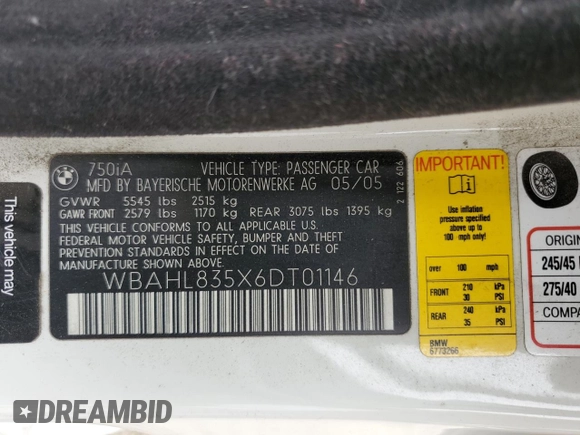 BMW
750iA
VEHICLE TYPE: PASSENGER CAR
MFD BY BAYERISCHE MOTORENWERKE AG 05/05
GVWR 5545 lbs 2515 kg
GAWR FRONT 2579 lbs 1170 kg REAR 3075 lbs 1395 kg
THIS VEHICLE CONFORMS TO ALL APPLICABLE U.S.
FEDERAL MOTOR VEHICLE SAFETY, BUMPER AND THEFT
PREVENTION STANDARDS IN EFFECT ON THE DATE OF
MANUFACTURE SHOWN ABOVE.
WBAHL835X6DT01146
2 122 606
This vehicle may
IMPORTANT!
Use inflation
pressure specified
above up to
100 mph only!
over 100 mph
FRONT 210 kPa
30 PSI
REAR 240 kPa
35 PSI
BMW
6773266
ORIGIN
245/45
275/40
COMPA
DREAMBID